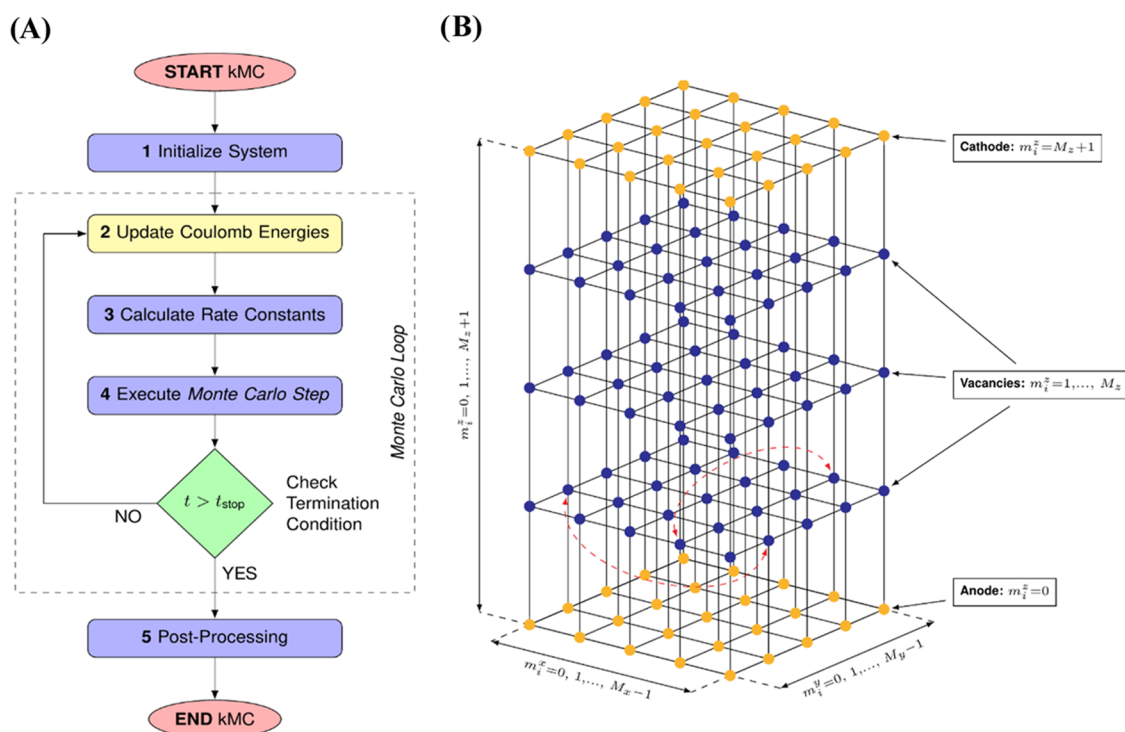 (A)
START kMC
1 Initialize System
2 Update Coulomb Energies
3 Calculate Rate Constants
4 Execute Monte Carlo Step
t > t_stop
Check
Termination
Condition
NO
YES
Monte Carlo Loop
5 Post-Processing
END kMC
(B)
Cathode: m_i^z=M_z+1
Vacancies: m_i^z=1,..., M_z
Anode: m_i^z=0
m_i^z=0, 1,..., M_z+1
m_i^x=0, 1,..., M_x−1
m_i^y=0, 1,..., M_y−1